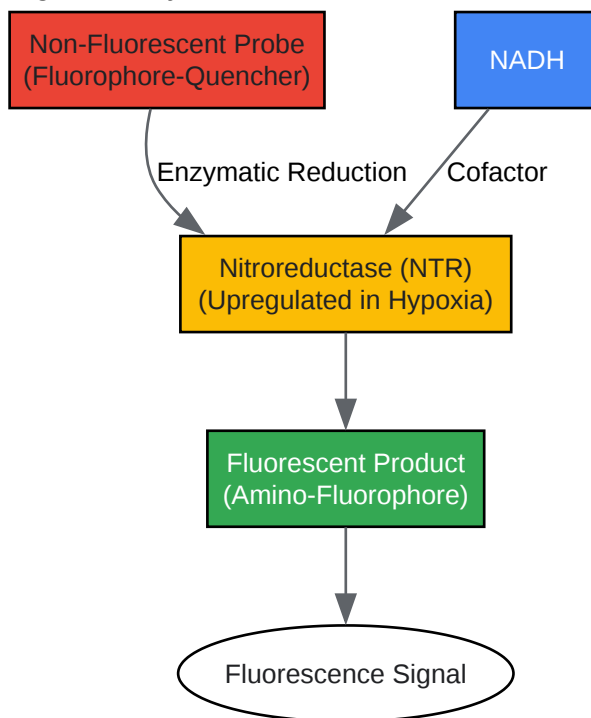 Non-Fluorescent Probe
(Fluorophore-Quencher)
NADH
Enzymatic Reduction
Cofactor
Nitroreductase (NTR)
(Upregulated in Hypoxia)
Fluorescent Product
(Amino-Fluorophore)
Fluorescence Signal